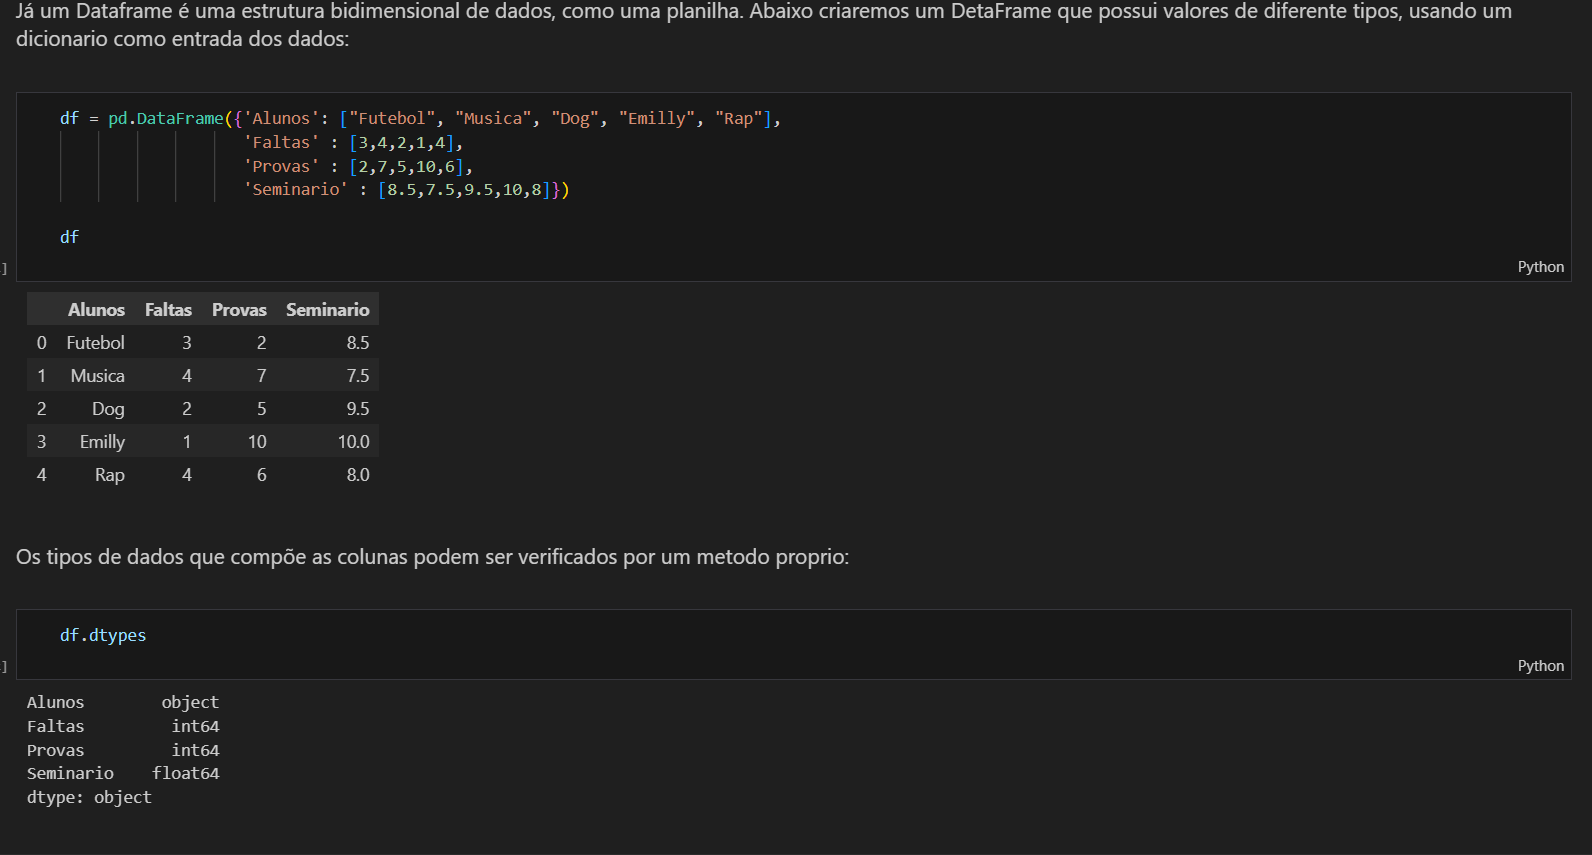 Já um Dataframe é uma estrutura bidimensional de dados, como uma planilha. Abaixo criaremos um DetaFrame que possui valores de diferente tipos, usando um
dicionario como entrada dos dados:
df = pd.DataFrame({'Alunos': ["Futebol", "Musica", "Dog", "Emilly", "Rap"],
'Faltas' : [3,4,2,1,4],
'Provas' : [2,7,5,10,6],
'Seminario' : [8.5,7.5,9.5,10,8]})
df
]
Python
Alunos Faltas Provas Seminario
0 Futebol 3 2 8.5
1 Musica 4 7 7.5
2 Dog 2 5 9.5
3 Emilly 1 10 10.0
4 Rap 4 6 8.0
Os tipos de dados que compõe as colunas podem ser verificados por um metodo proprio:
df.dtypes
]
Python
Alunos object
Faltas int64
Provas int64
Seminario float64
dtype: object